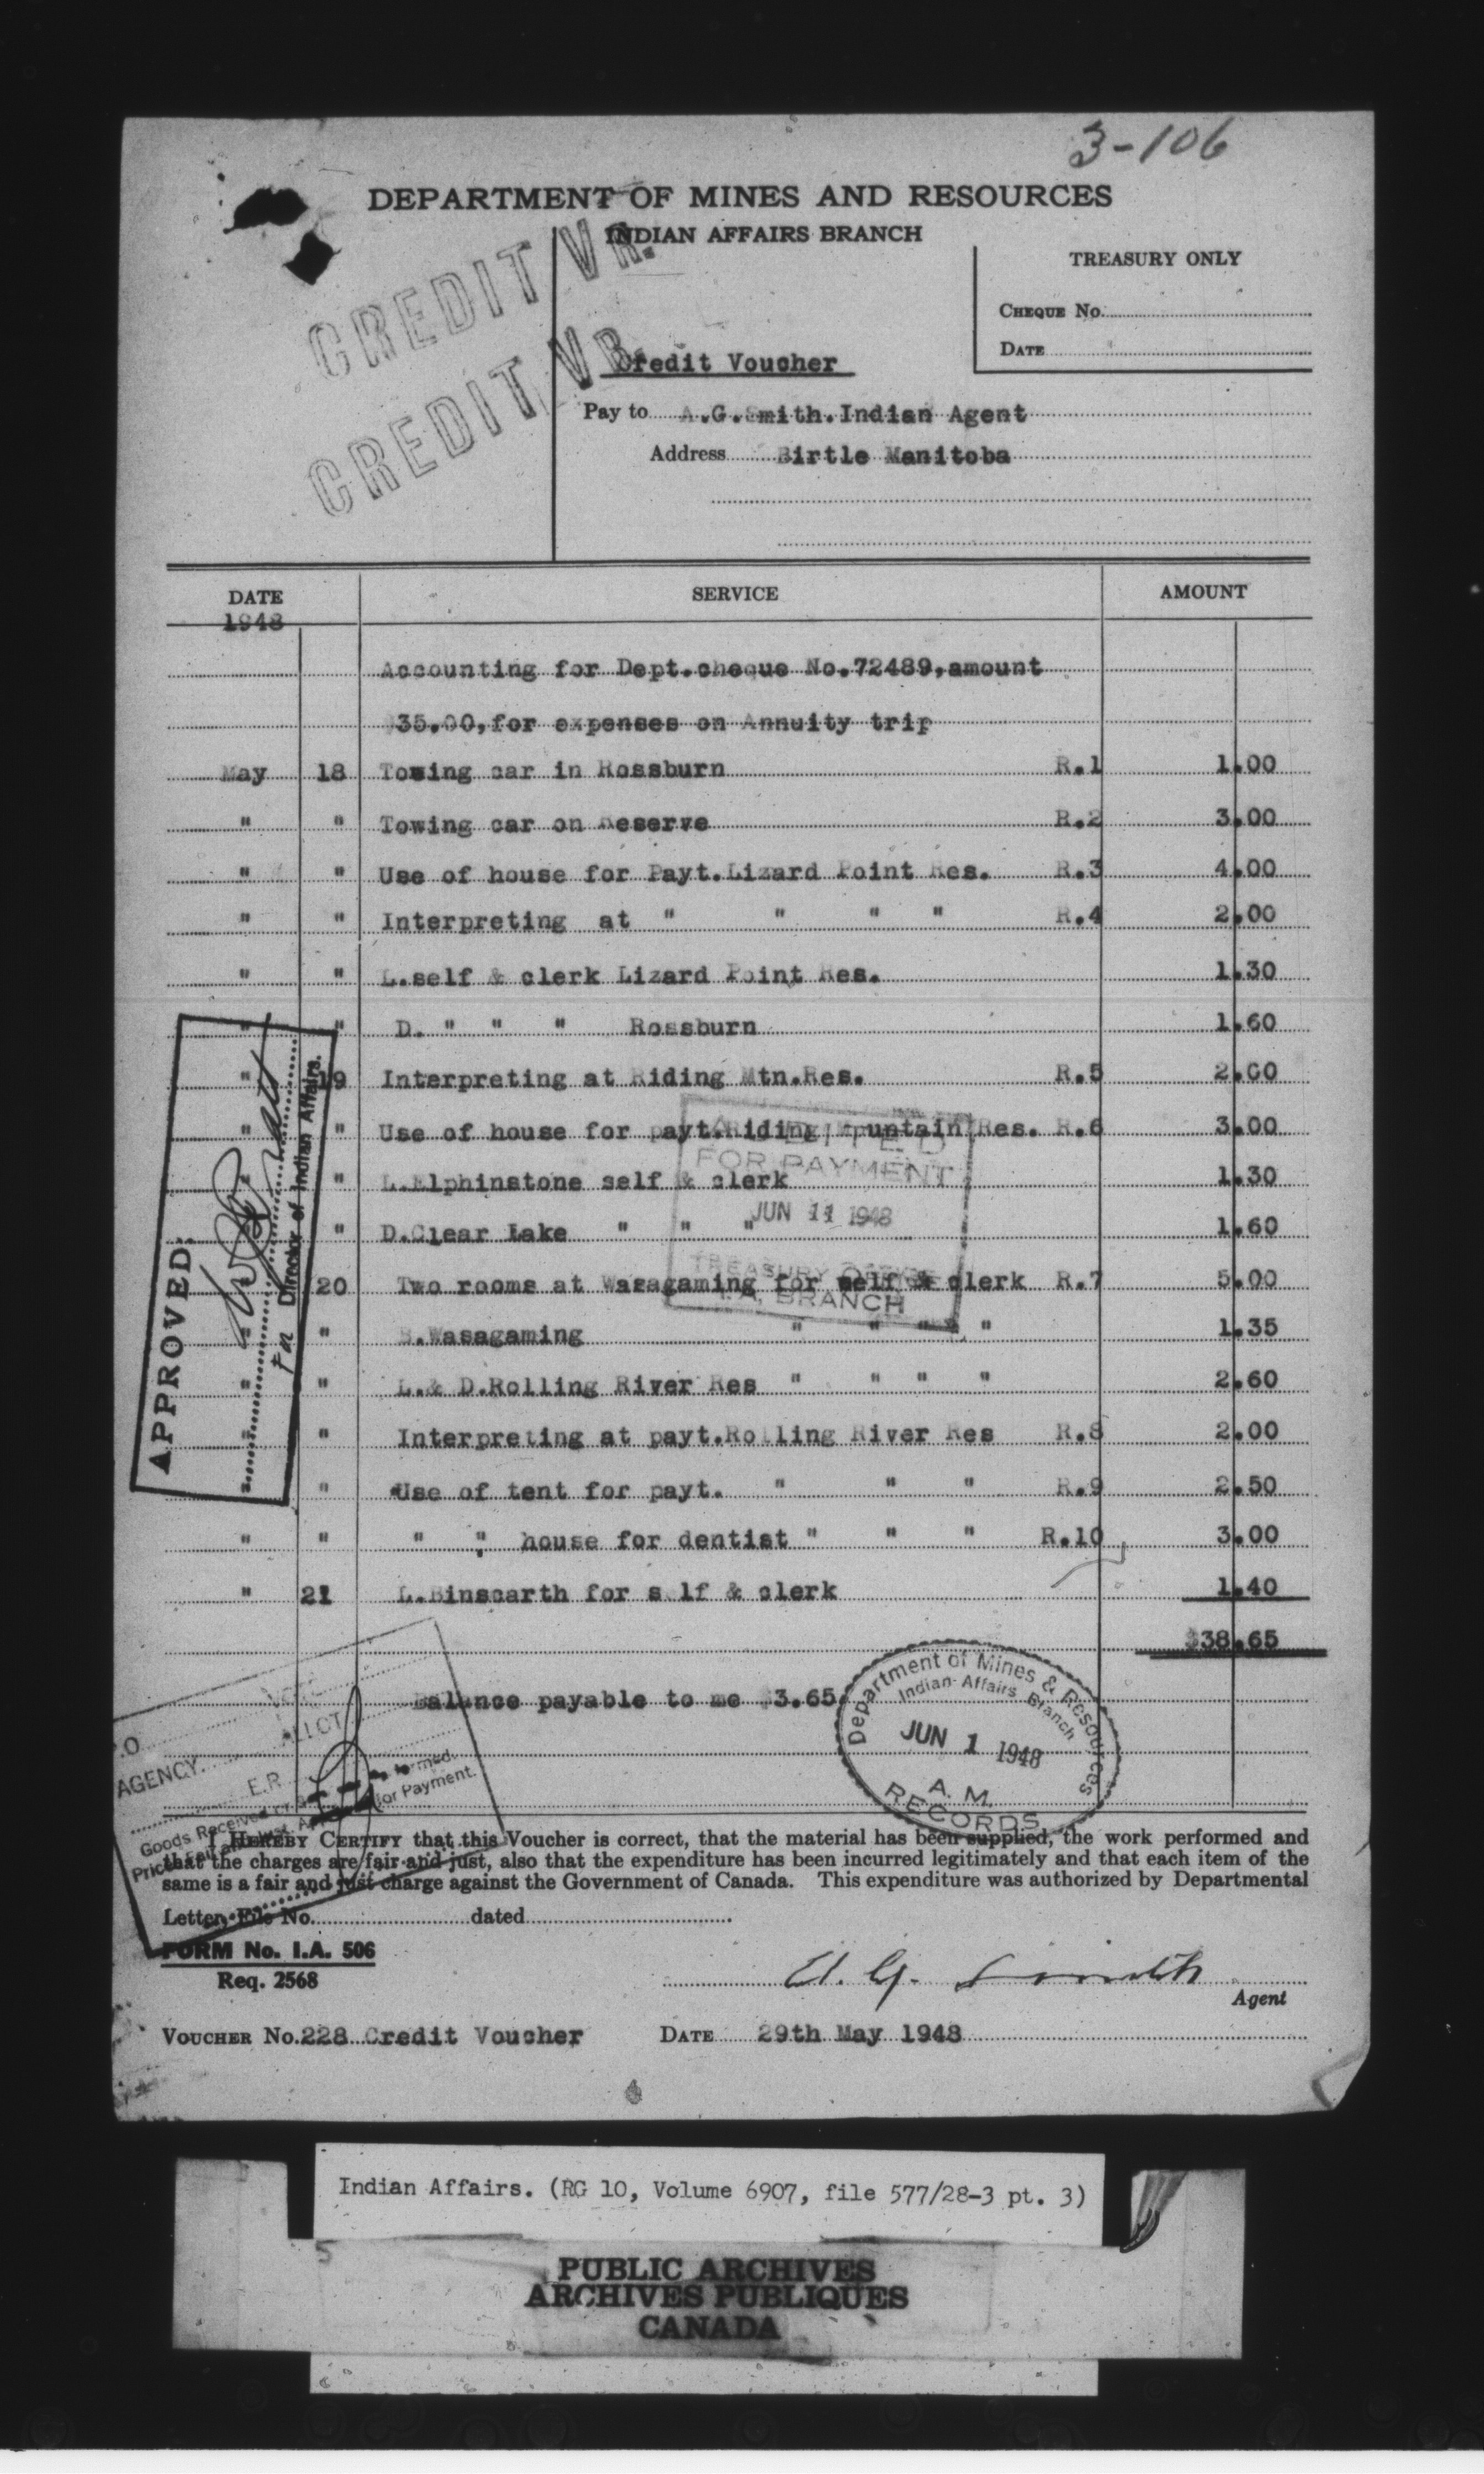 3-106
DEPARTMENT OF MINES AND RESOURCES
INDIAN AFFAIRS BRANCH
CREDIT VR.
CREDIT VR.
TREASURY ONLY
CHEQUE No.
DATE
Credit Voucher
Pay to A.G.Smith.Indian Agent
Address Birtle Manitoba
DATE SERVICE AMOUNT
1948
Accounting for Dept.cheque No.72489,amount
$35.00,for expenses on Annuity trip
May 18 Towing car in Rossburn R.1 1.00
" " Towing car on Reserve R.2 3.00
" " Use of house for Payt.Lizard Point Res. R.3 4.00
" " Interpreting at " " " " R.4 2.00
" " L.self & clerk Lizard Point Res. 1.30
" " D. " " " Rossburn 1.60
" 19 Interpreting at Riding Mtn.Res. R.5 2.00
" " Use of house for payt.Riding Mountain Res. R.6 3.00
" " L.Elphinstone self & clerk 1.30
" " D.Clear Lake " " " 1.60
" 20 Two rooms at Wasagaming for self & clerk R.7 5.00
" " B.Wasagaming " " " " 1.35
" " L.& D.Rolling River Res " " " " 2.60
" " Interpreting at payt.Rolling River Res R.8 2.00
" " Use of tent for payt. " " " R.9 2.50
" " " " house for dentist " " " R.10 3.00
" 21 L.Binscarth for self & clerk 1.40
$38.65
Balance payable to me $3.65
APPROVED:
Director of Indian Affairs.
AUDITED
FOR PAYMENT
JUN 11 1948
TREASURY OFFICE
I.A. BRANCH
Department of Mines & Resources
Indian Affairs Branch
JUN 1 1948
A. M.
RECORDS
VOTE
ALLOT
AGENCY
E.R.
Goods Received
for Payment.
I HEREBY CERTIFY that this Voucher is correct, that the material has been supplied, the work performed and
that the charges are fair and just, also that the expenditure has been incurred legitimately and that each item of the
same is a fair and just charge against the Government of Canada. This expenditure was authorized by Departmental
Letter, File No. dated
FORM No. I.A. 506
Req. 2568
A. G. Smith
Agent
VOUCHER No.228 Credit Voucher DATE 29th May 1948
Indian Affairs. (RG 10, Volume 6907, file 577/28-3 pt. 3)
PUBLIC ARCHIVES
ARCHIVES PUBLIQUES
CANADA